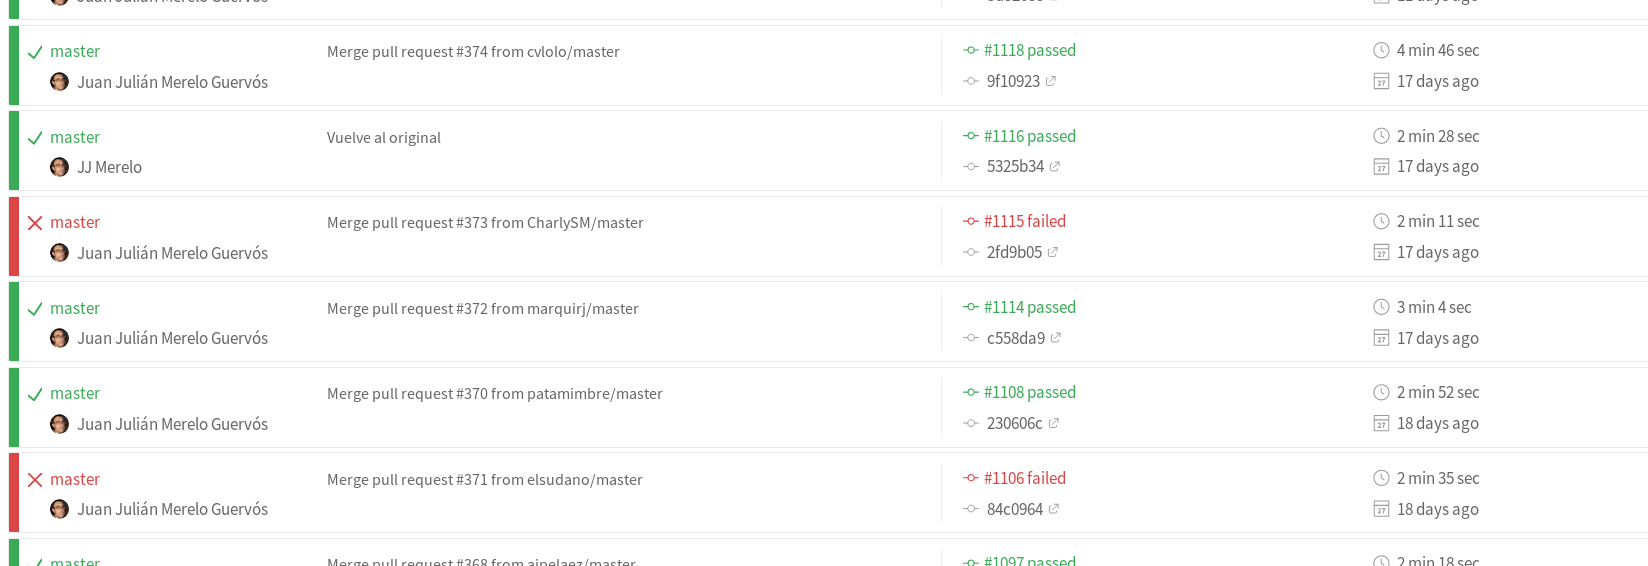 Juan Julián Merelo Guervós
master
Merge pull request #374 from cvlolo/master
#1118 passed
4 min 46 sec
Juan Julián Merelo Guervós
9f10923
17 days ago
master
Vuelve al original
#1116 passed
2 min 28 sec
JJ Merelo
5325b34
17 days ago
master
Merge pull request #373 from CharlySM/master
#1115 failed
2 min 11 sec
Juan Julián Merelo Guervós
2fd9b05
17 days ago
master
Merge pull request #372 from marquirj/master
#1114 passed
3 min 4 sec
Juan Julián Merelo Guervós
c558da9
17 days ago
master
Merge pull request #370 from patamimbre/master
#1108 passed
2 min 52 sec
Juan Julián Merelo Guervós
230606c
18 days ago
master
Merge pull request #371 from elsudano/master
#1106 failed
2 min 35 sec
Juan Julián Merelo Guervós
84c0964
18 days ago
master
Merge pull request #368 from aipelaez/master
#1097 passed
2 min 18 sec